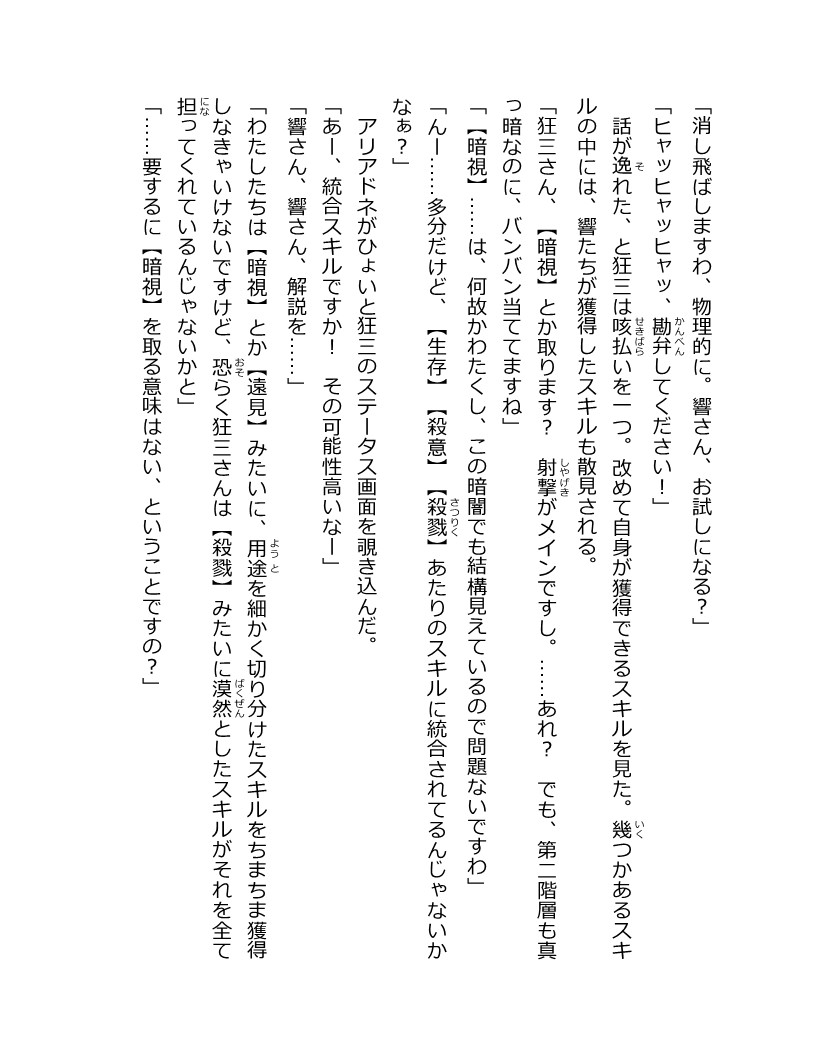 「消し飛ばしますわ、物理的に。響さん、お試しになる？」
「ヒャッヒャッヒャッ、勘弁してください！」
　話が逸れた、と狂三は咳払いを一つ。改めて自身が獲得できるスキルを見た。幾つかあるスキ
ルの中には、響たちが獲得したスキルも散見される。
「狂三さん、【暗視】とか取ります？　射撃がメインですし。……あれ？　でも、第二階層も真
っ暗なのに、バンバン当ててますね」
「【暗視】……は、何故かわたくし、この暗闇でも結構見えているので問題ないですわ」
「んー……多分だけど、【生存】【殺意】【殺戮】あたりのスキルに統合されてるんじゃないか
なぁ？」
　アリアドネがひょいと狂三のステータス画面を覗き込んだ。
「あー、統合スキルですか！　その可能性高いなー」
「響さん、響さん、解説を……」
「わたしたちは【暗視】とか【遠見】みたいに、用途を細かく切り分けたスキルをちまちま獲得
しなきゃいけないですけど、恐らく狂三さんは【殺戮】みたいに漠然としたスキルがそれを全て
担ってくれているんじゃないかと」
「……要するに【暗視】を取る意味はない、ということですの？」